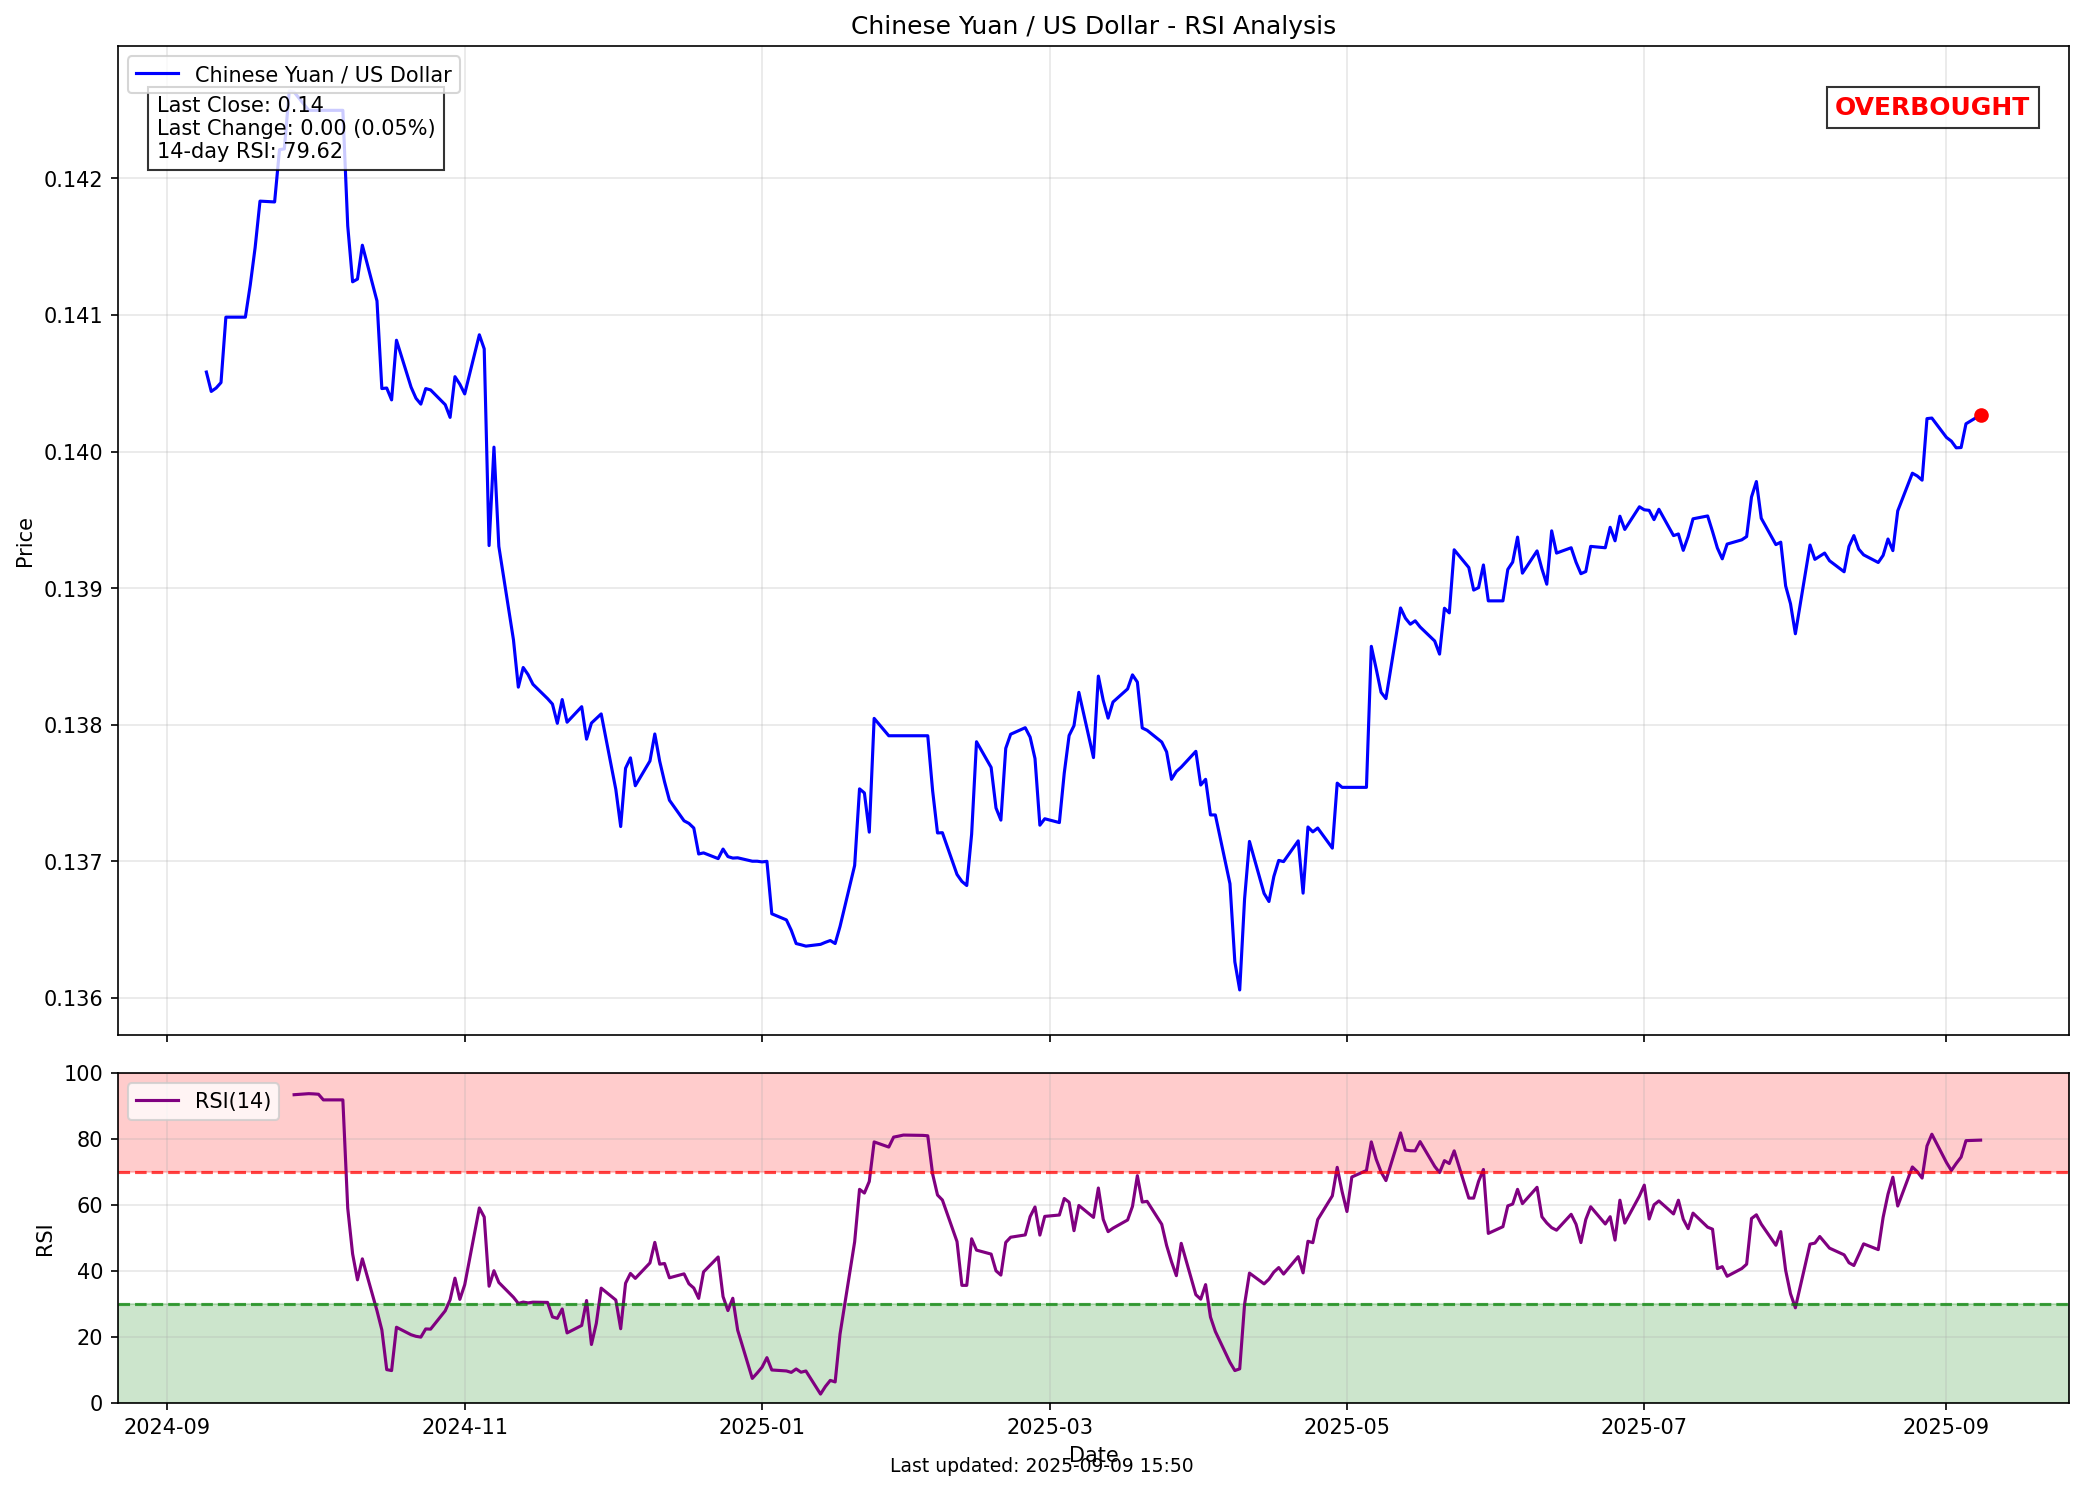 Chinese Yuan / US Dollar - RSI Analysis
Chinese Yuan / US Dollar
Last Close: 0.14
Last Change: 0.00 (0.05%)
14-day RSI: 79.62
OVERBOUGHT
0.142
0.141
0.140
0.139
0.138
0.137
0.136
Price
RSI(14)
100
80
60
40
20
0
RSI
2024-09
2024-11
2025-01
2025-03
2025-05
2025-07
2025-09
Date
Last updated: 2025-09-09 15:50